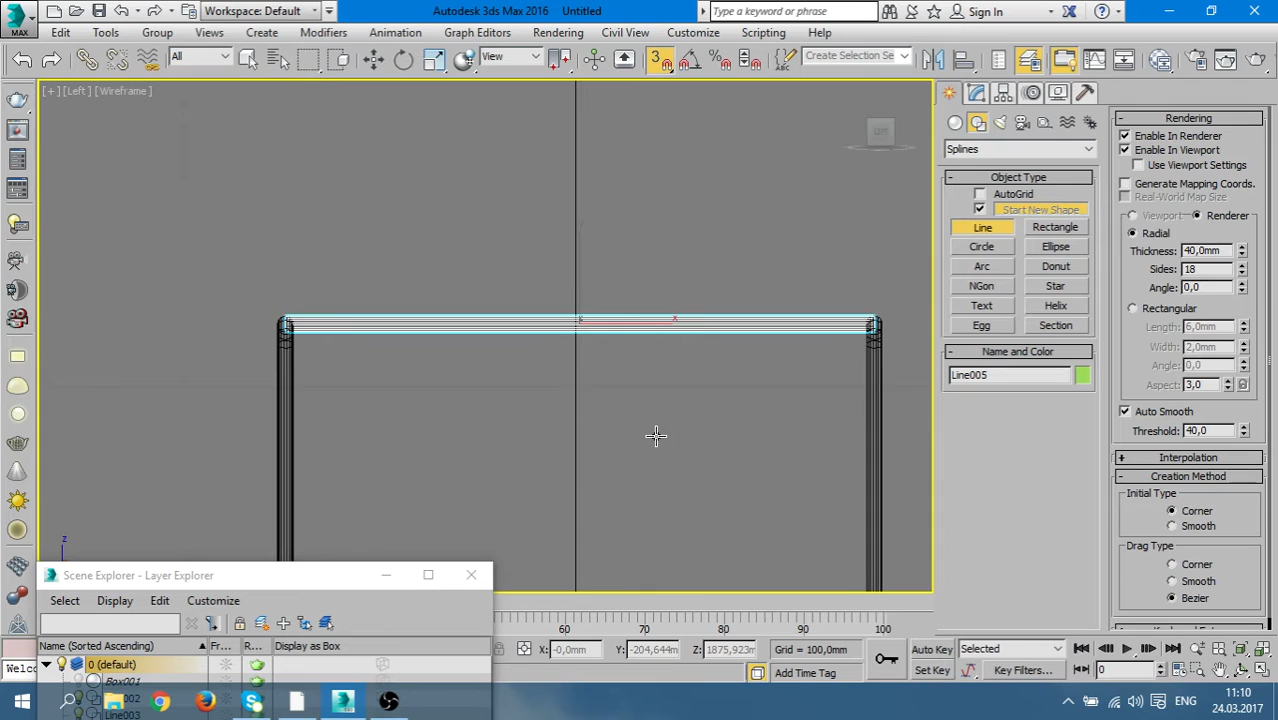 MAX
Workspace: Default
Autodesk 3ds Max 2016 Untitled
Type a keyword or phrase
Sign In
Edit Tools Group Views Create Modifiers Animation Graph Editors Rendering Civil View Customize Scripting Help
All
View
3
Create Selection Se
[+] [Left] [Wireframe]
x
z
Splines
- Object Type
AutoGrid
Start New Shape
Line Rectangle
Circle Ellipse
Arc Donut
NGon Star
Text Helix
Egg Section
- Name and Color
Line005
- Rendering
Enable In Renderer
Enable In Viewport
Use Viewport Settings
Generate Mapping Coords.
Real-World Map Size
Viewport Renderer
Radial
Thickness: 40,0mm
Sides: 18
Angle: 0,0
Rectangular
Length: 6,0mm
Width: 2,0mm
Angle: 0,0
Aspect: 3,0
Auto Smooth
Threshold: 40,0
+ Interpolation
- Creation Method
Initial Type
Corner
Smooth
Drag Type
Corner
Smooth
Bezier
Scene Explorer - Layer Explorer
Select Display Edit Customize
Name (Sorted Ascending) Fr... R... Display as Box
0 (default)
Box001
Line003
60 70 80 90 100
X: -0,0mm Y: -204,644m Z: 1875,923m Grid = 100,0mm
Add Time Tag
Auto Key Selected
Set Key Key Filters...
0
Welc
ENG
11:10
24.03.2017